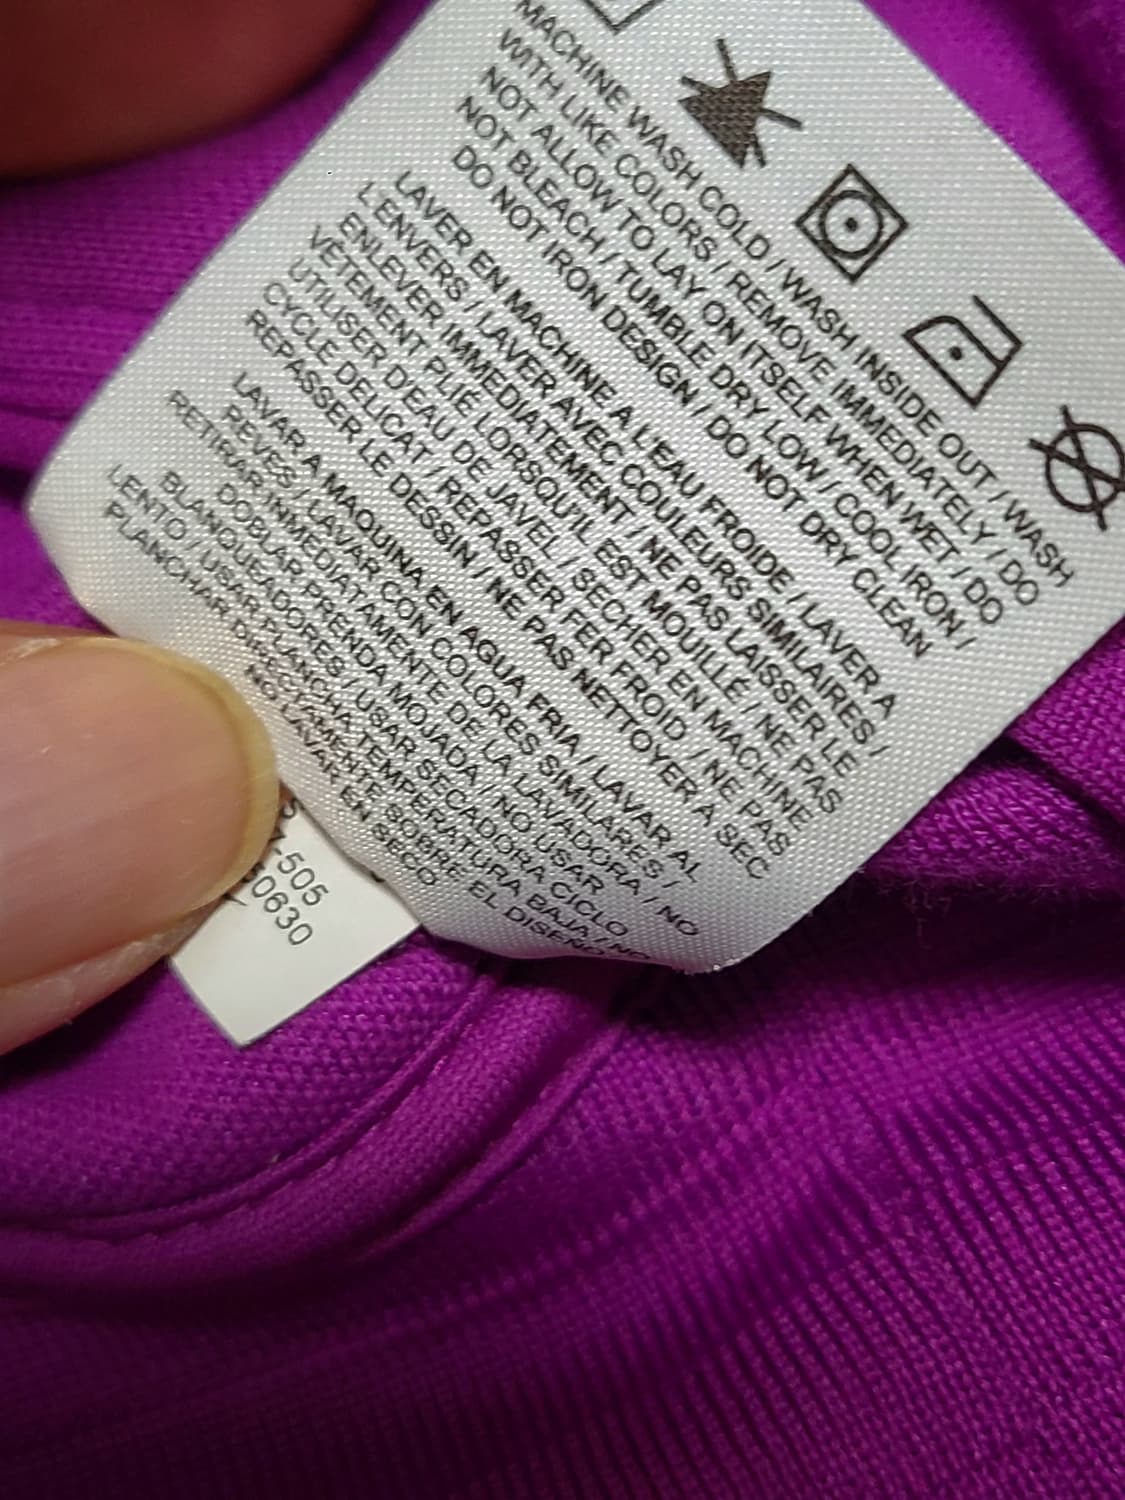 MACHINE WASH COLD / WASH INSIDE OUT / WASH
WITH LIKE COLORS / REMOVE IMMEDIATELY / DO
NOT ALLOW TO LAY ON ITSELF WHEN WET / DO
NOT BLEACH / TUMBLE DRY LOW / COOL IRON /
DO NOT IRON DESIGN / DO NOT DRY CLEAN
LAVER EN MACHINE A L'EAU FROIDE / LAVER A
L'ENVERS / LAVER AVEC COULEURS SIMILAIRES /
ENLEVER IMMEDIATEMENT / NE PAS LAISSER LE
VÊTEMENT PLIÉ LORSQU'IL EST MOUILLÉ / NE PAS
UTILISER D'EAU DE JAVEL / SECHER EN MACHINE
CYCLE DELICAT / REPASSER FER FROID / NE PAS
REPASSER LE DESSIN / NE PAS NETTOYER A SEC
LAVAR A MAQUINA EN AGUA FRIA / LAVAR AL
REVES / LAVAR CON COLORES SIMILARES /
RETIRAR INMEDIATAMENTE DE LA LAVADORA / NO
DOBLAR PRENDA MOJADA / NO USAR
BLANQUEADORES / USAR SECADORA CICLO
LENTO / USAR PLANCHA TEMPERATURA BAJA / NO
PLANCHAR DIRECTAMENTE SOBRE EL DISEÑO
NO LAVAR EN SECO
-505
0630